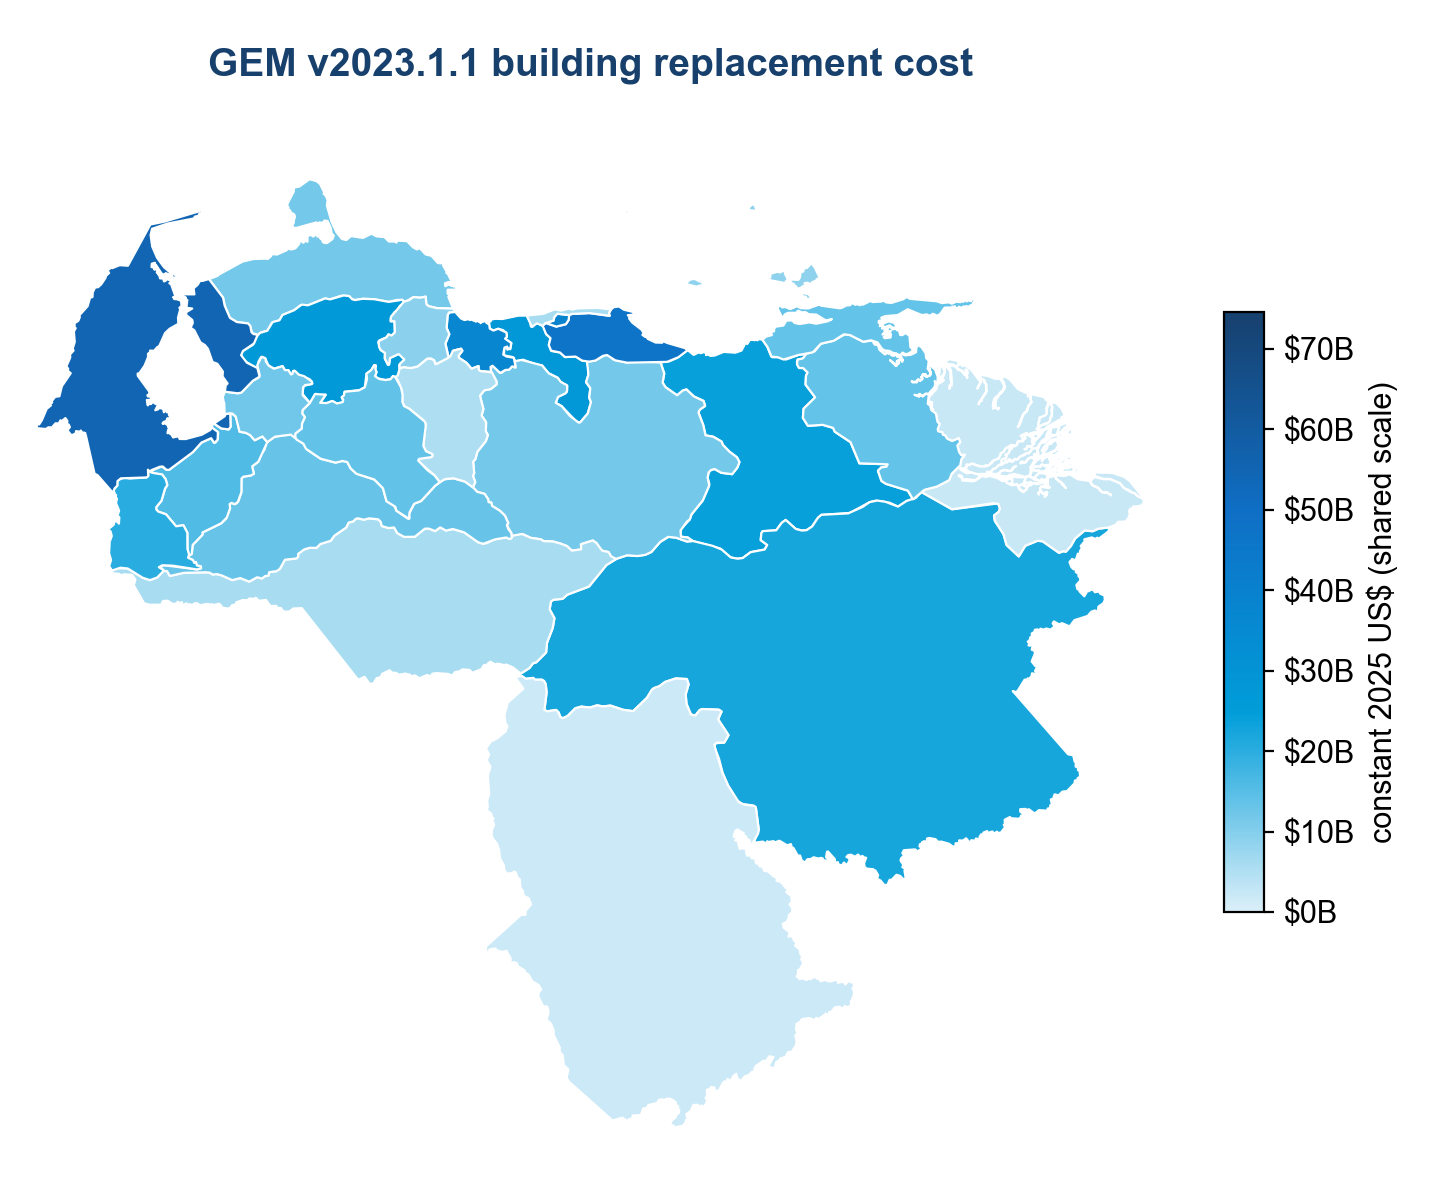 GEM v2023.1.1 building replacement cost
$70B
$60B
$50B
$40B
$30B
$20B
$10B
$0B
constant 2025 US$ (shared scale)